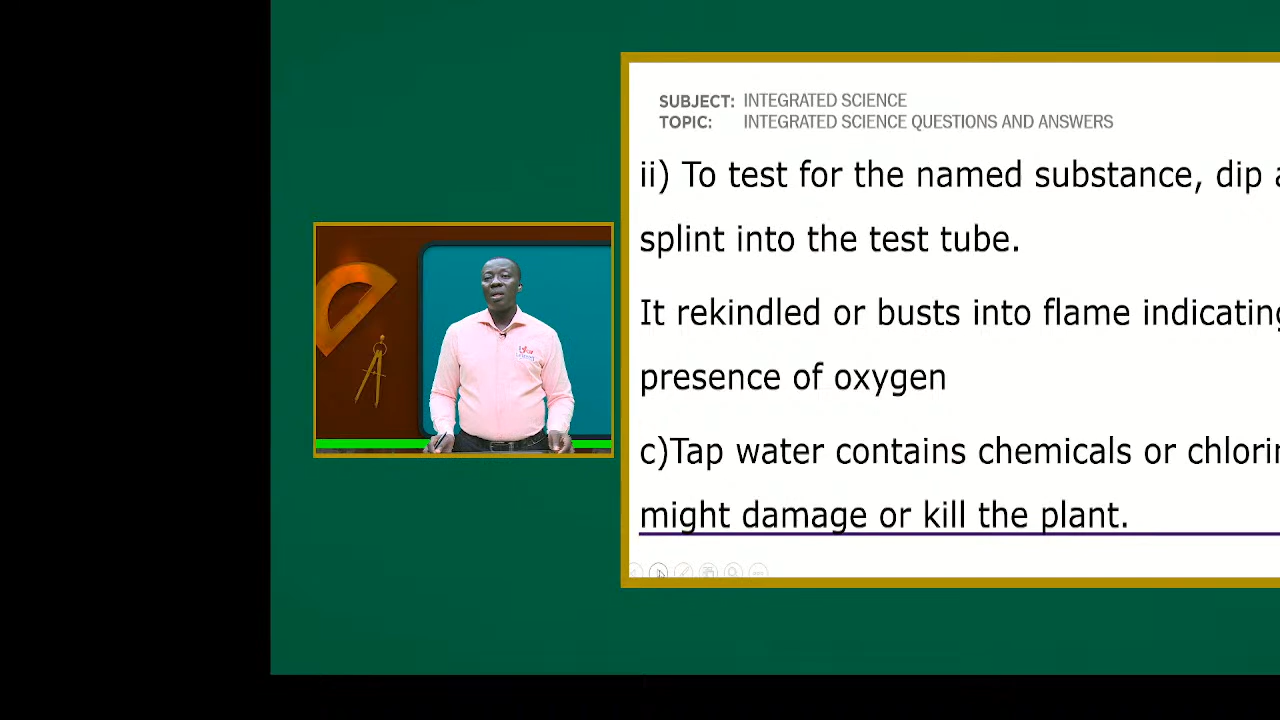 SUBJECT: INTEGRATED SCIENCE
TOPIC: INTEGRATED SCIENCE QUESTIONS AND ANSWERS
ii) To test for the named substance, dip
splint into the test tube.
It rekindled or busts into flame
presence of oxygen
c)Tap water contains chemicals or
might damage or kill the plant.